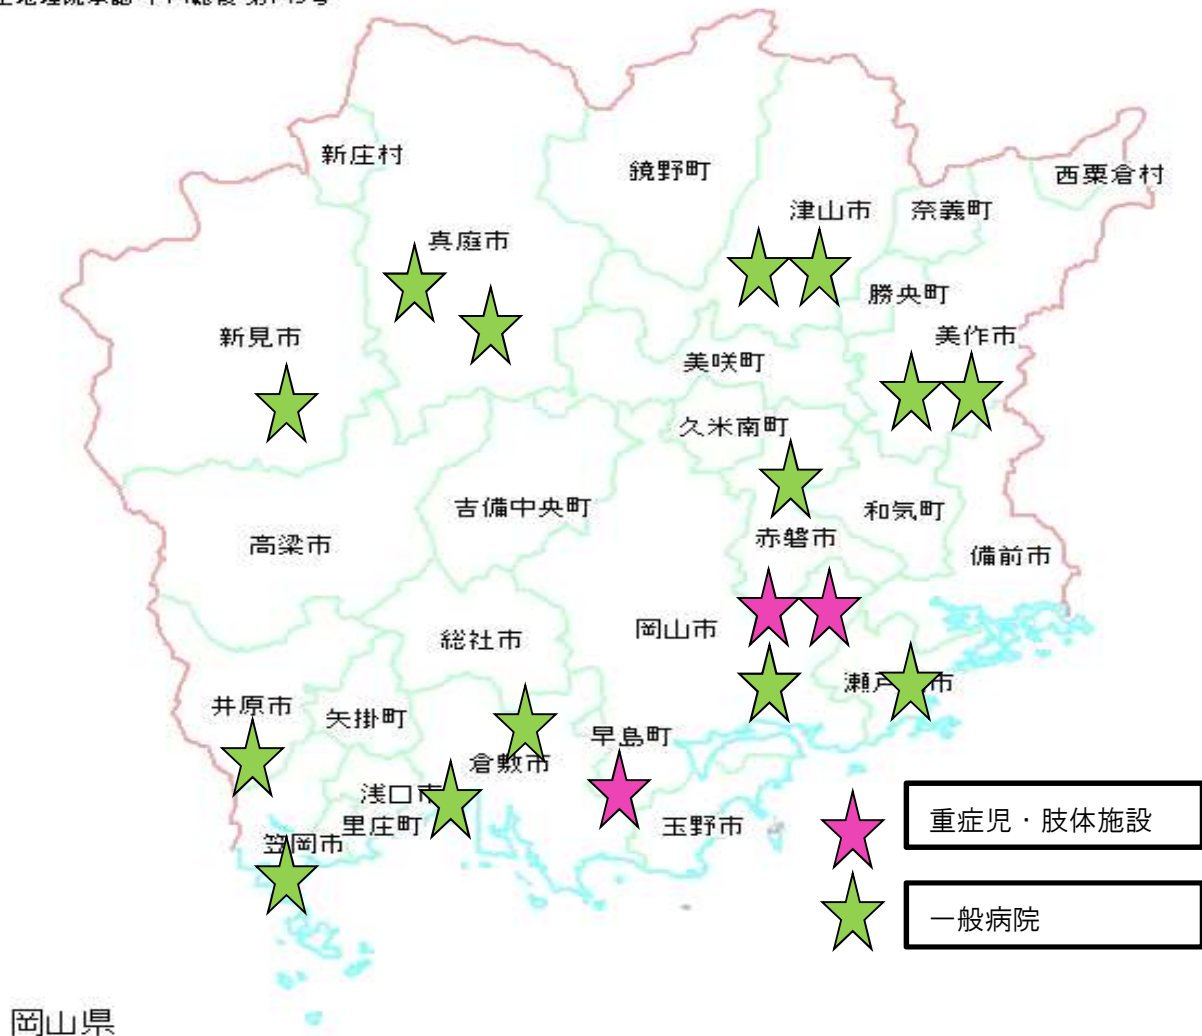 新庄村
鏡野町
西粟倉村
津山市
奈義町
真庭市
勝央町
新見市
美作市
美咲町
久米南町
吉備中央町
和気町
赤磐市
高梁市
備前市
岡山市
総社市
井原市
矢掛町
早島町
倉敷市
浅口市
里庄町
玉野市
笠岡市
重症児・肢体施設
一般病院
岡山県